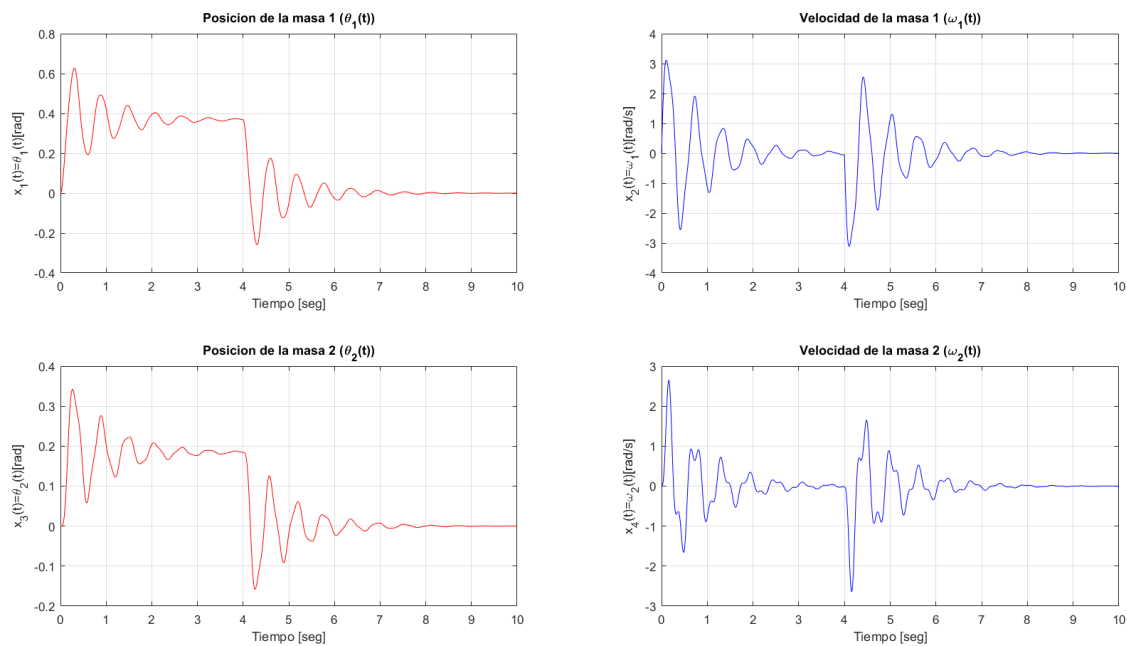 Posicion de la masa 1 (θ₁(t))
x₁(t)=θ₁(t)[rad]
0.8
0.6
0.4
0.2
0
-0.2
-0.4
0 1 2 3 4 5 6 7 8 9 10
Tiempo [seg]
Velocidad de la masa 1 (ω₁(t))
x₂(t)=ω₁(t)[rad/s]
4
3
2
1
0
-1
-2
-3
-4
0 1 2 3 4 5 6 7 8 9 10
Tiempo [seg]
Posicion de la masa 2 (θ₂(t))
x₃(t)=θ₂(t)[rad]
0.4
0.3
0.2
0.1
0
-0.1
-0.2
0 1 2 3 4 5 6 7 8 9 10
Tiempo [seg]
Velocidad de la masa 2 (ω₂(t))
x₄(t)=ω₂(t)[rad/s]
3
2
1
0
-1
-2
-3
0 1 2 3 4 5 6 7 8 9 10
Tiempo [seg]